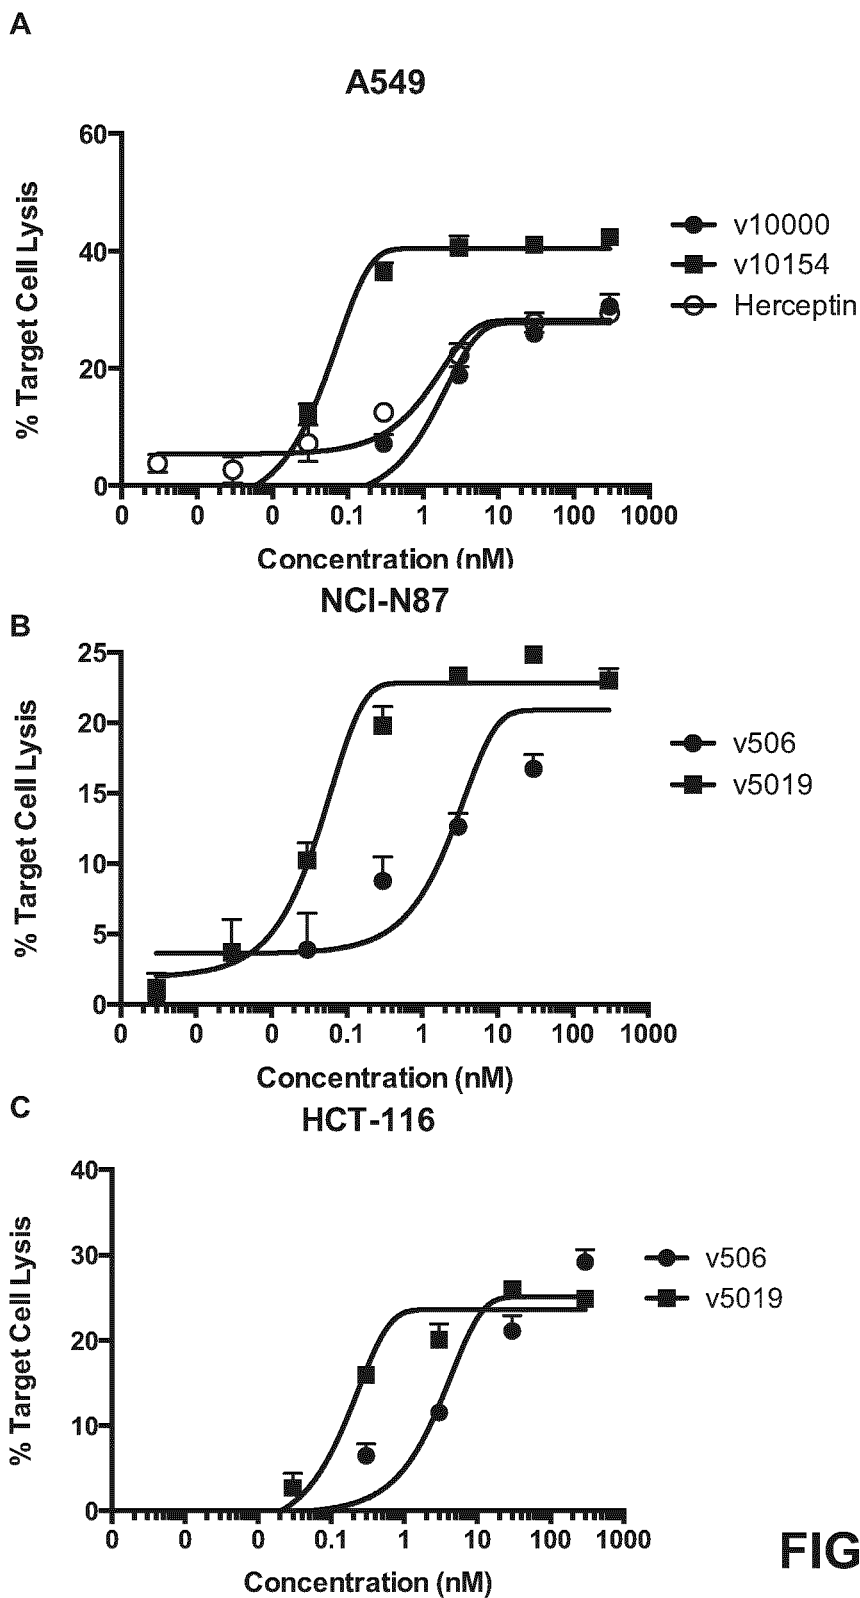 A
A549
% Target Cell Lysis
60
40
20
0
0 0 0 0.1 1 10 100 1000
Concentration (nM)
v10000
v10154
Herceptin
B
NCI-N87
% Target Cell Lysis
25
20
15
10
5
0
0 0 0 0.1 1 10 100 1000
Concentration (nM)
v506
v5019
C
HCT-116
% Target Cell Lysis
40
30
20
10
0
0 0 0 0.1 1 10 100 1000
Concentration (nM)
v506
v5019
FIG